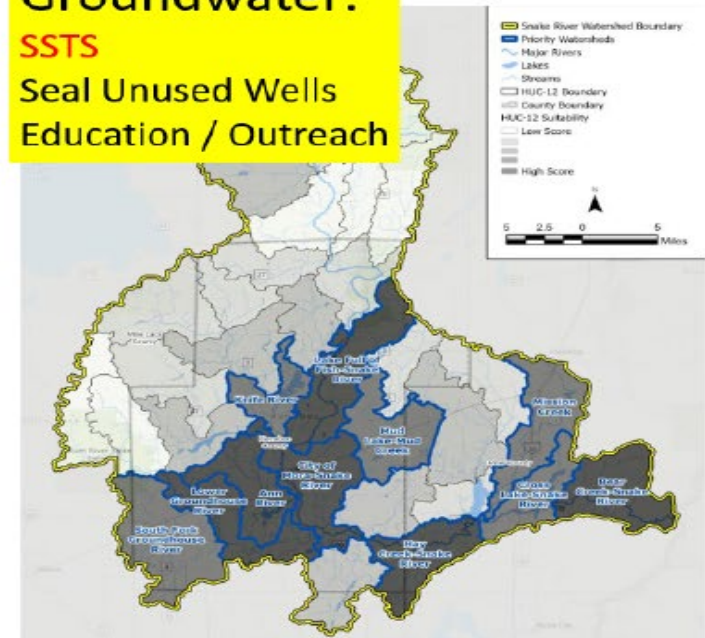 Groundwater:
SSTS
Seal Unused Wells
Education / Outreach
Snake River Watershed Boundary
Priority Watersheds
Major Rivers
Lakes
Streams
HUC-12 Boundary
County Boundary
HUC-12 Suitability
Low Score
High Score
N
5 2.5 0 5
Miles
Lake Full of
Fish-Snake
River
Knife River
Mission
Creek
Mud
Lake-Mud
Creek
City of
Mora-Snake
River
Lower
Groundhouse
River
Ann
River
Cross
Lake-Snake
River
Bear
Creek-Snake
River
South Fork
Groundhouse
River
Hay
Creek-Snake
River